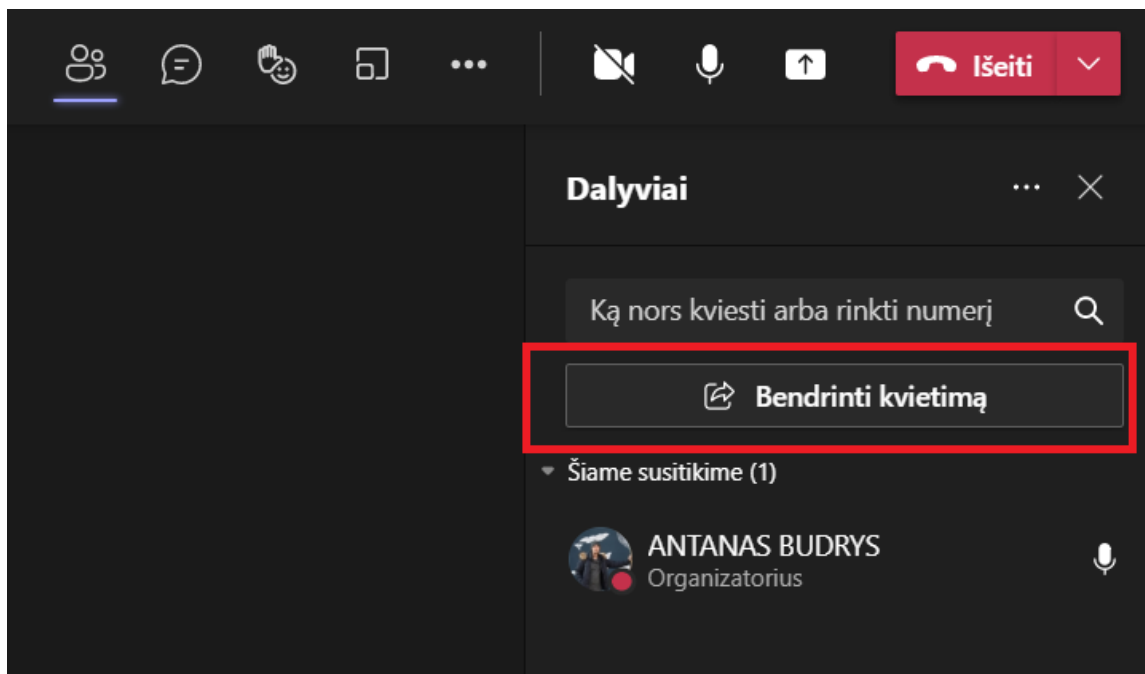 Išeiti
Dalyviai
Ką nors kviesti arba rinkti numerį
Bendrinti kvietimą
Šiame susitikime (1)
ANTANAS BUDRYS
Organizatorius